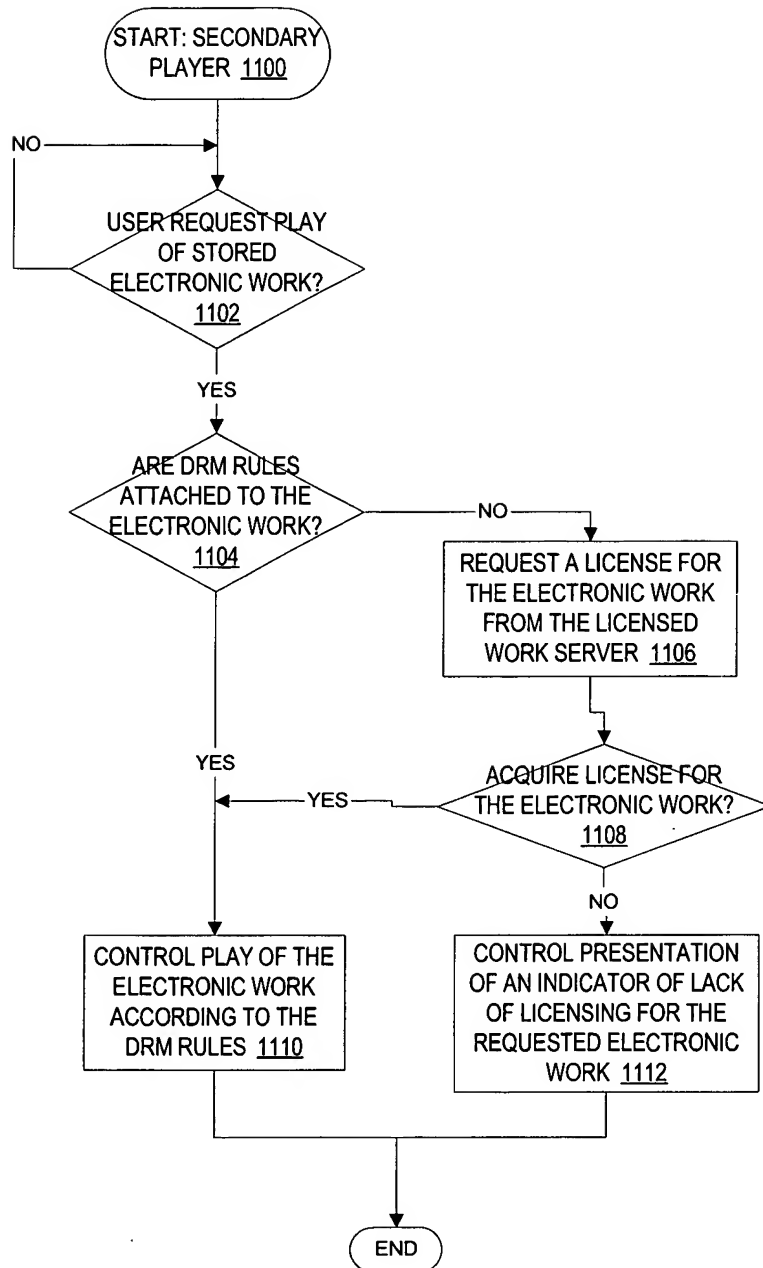 START: SECONDARY
PLAYER 1100
NO
USER REQUEST PLAY
OF STORED
ELECTRONIC WORK?
1102
YES
ARE DRM RULES
ATTACHED TO THE
ELECTRONIC WORK?
1104
NO
REQUEST A LICENSE FOR
THE ELECTRONIC WORK
FROM THE LICENSED
WORK SERVER 1106
YES
ACQUIRE LICENSE FOR
THE ELECTRONIC WORK?
1108
YES
NO
CONTROL PLAY OF THE
ELECTRONIC WORK
ACCORDING TO THE
DRM RULES 1110
CONTROL PRESENTATION
OF AN INDICATOR OF LACK
OF LICENSING FOR THE
REQUESTED ELECTRONIC
WORK 1112
END